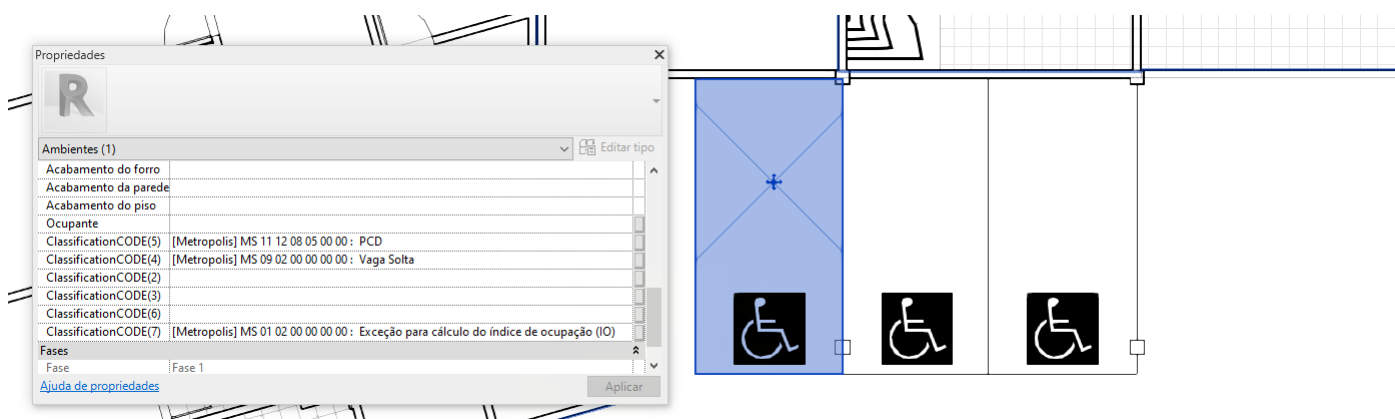 Propriedades
R
Ambientes (1)
Editar tipo
Acabamento do forro
Acabamento da parede
Acabamento do piso
Ocupante
ClassificationCODE(5) [Metropolis] MS 11 12 08 05 00 00 : PCD
ClassificationCODE(4) [Metropolis] MS 09 02 00 00 00 00 : Vaga Solta
ClassificationCODE(2)
ClassificationCODE(3)
ClassificationCODE(6)
ClassificationCODE(7) [Metropolis] MS 01 02 00 00 00 00 : Exceção para cálculo do índice de ocupação (IO)
Fases
Fase Fase 1
Ajuda de propriedades
Aplicar